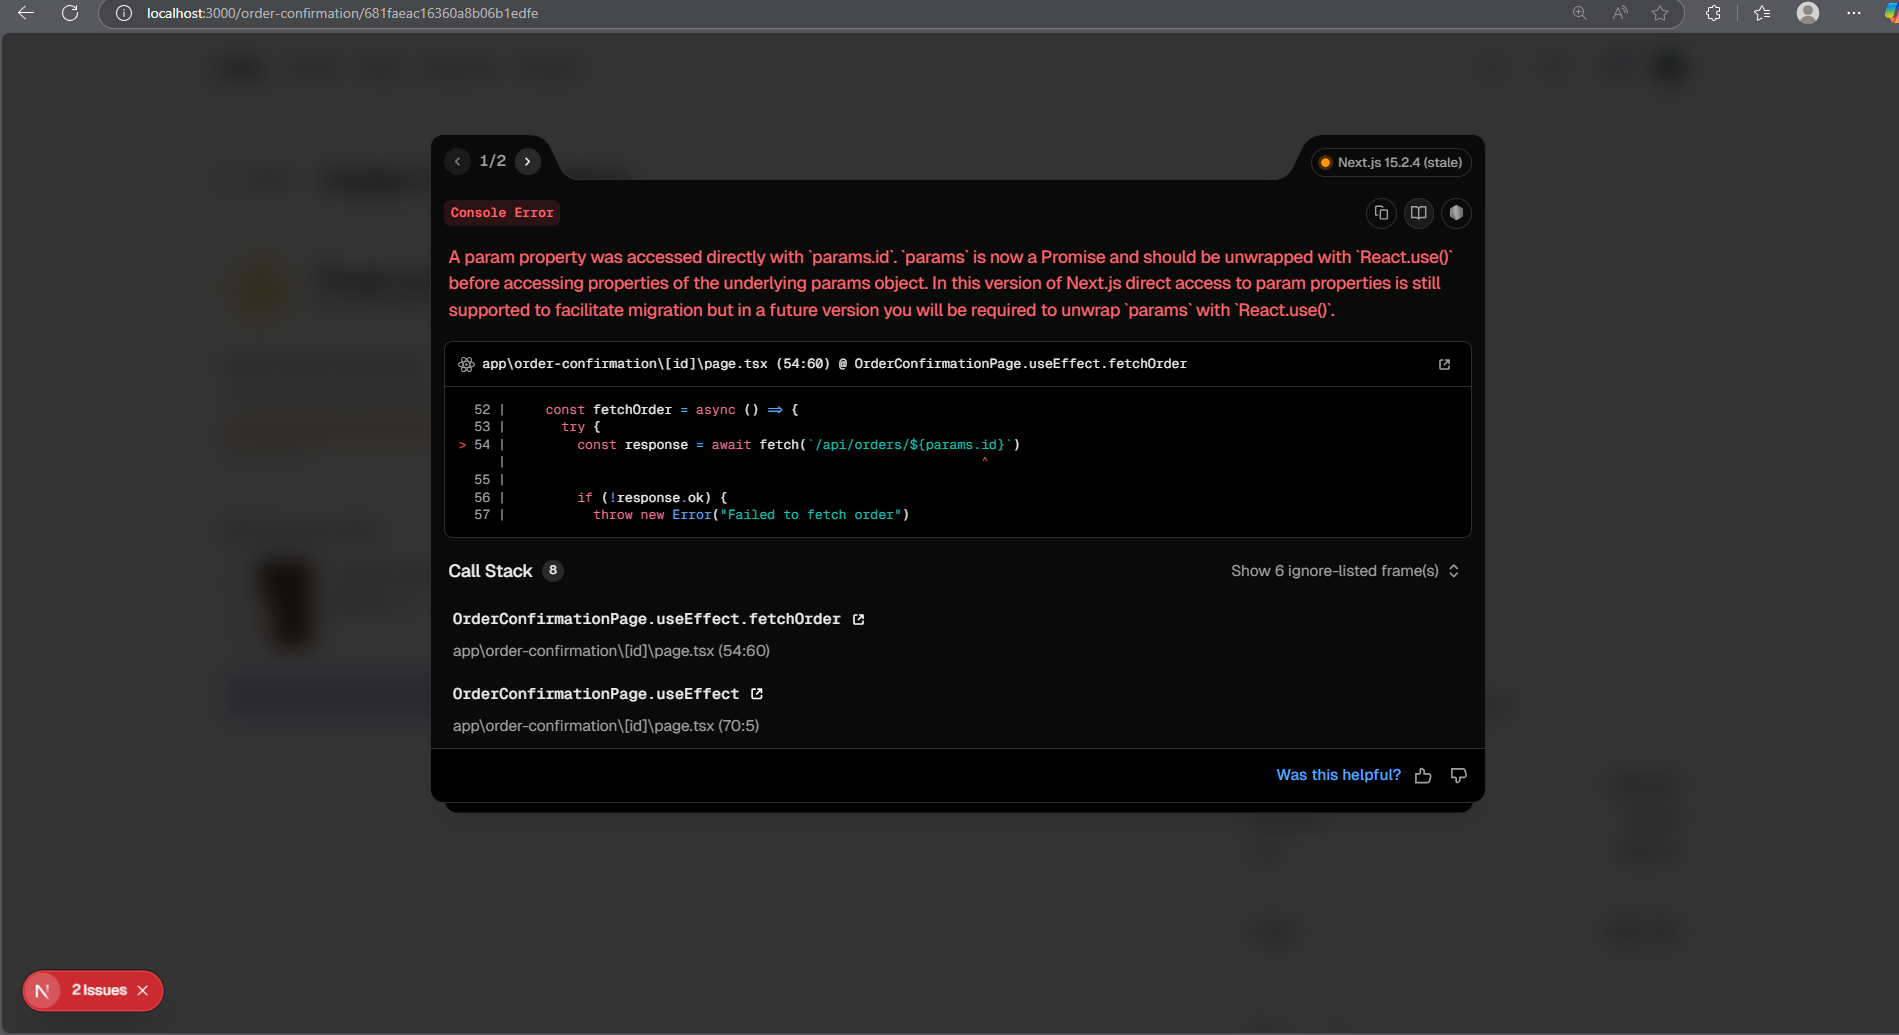 localhost:3000/order-confirmation/681faeac16360a8b06b1edfe
1/2
Next.js 15.2.4 (stale)
Console Error
A param property was accessed directly with `params.id`. `params` is now a Promise and should be unwrapped with `React.use()`
before accessing properties of the underlying params object. In this version of Next.js direct access to param properties is still
supported to facilitate migration but in a future version you will be required to unwrap `params` with `React.use()`.
app\order-confirmation\[id]\page.tsx (54:60) @ OrderConfirmationPage.useEffect.fetchOrder
52 |     const fetchOrder = async () => {
53 |       try {
> 54 |         const response = await fetch(`/api/orders/${params.id}`)
|                                                            ^
55 |
56 |         if (!response.ok) {
57 |           throw new Error("Failed to fetch order")
Call Stack 8
Show 6 ignore-listed frame(s)
OrderConfirmationPage.useEffect.fetchOrder
app\order-confirmation\[id]\page.tsx (54:60)
OrderConfirmationPage.useEffect
app\order-confirmation\[id]\page.tsx (70:5)
Was this helpful?
N 2 Issues